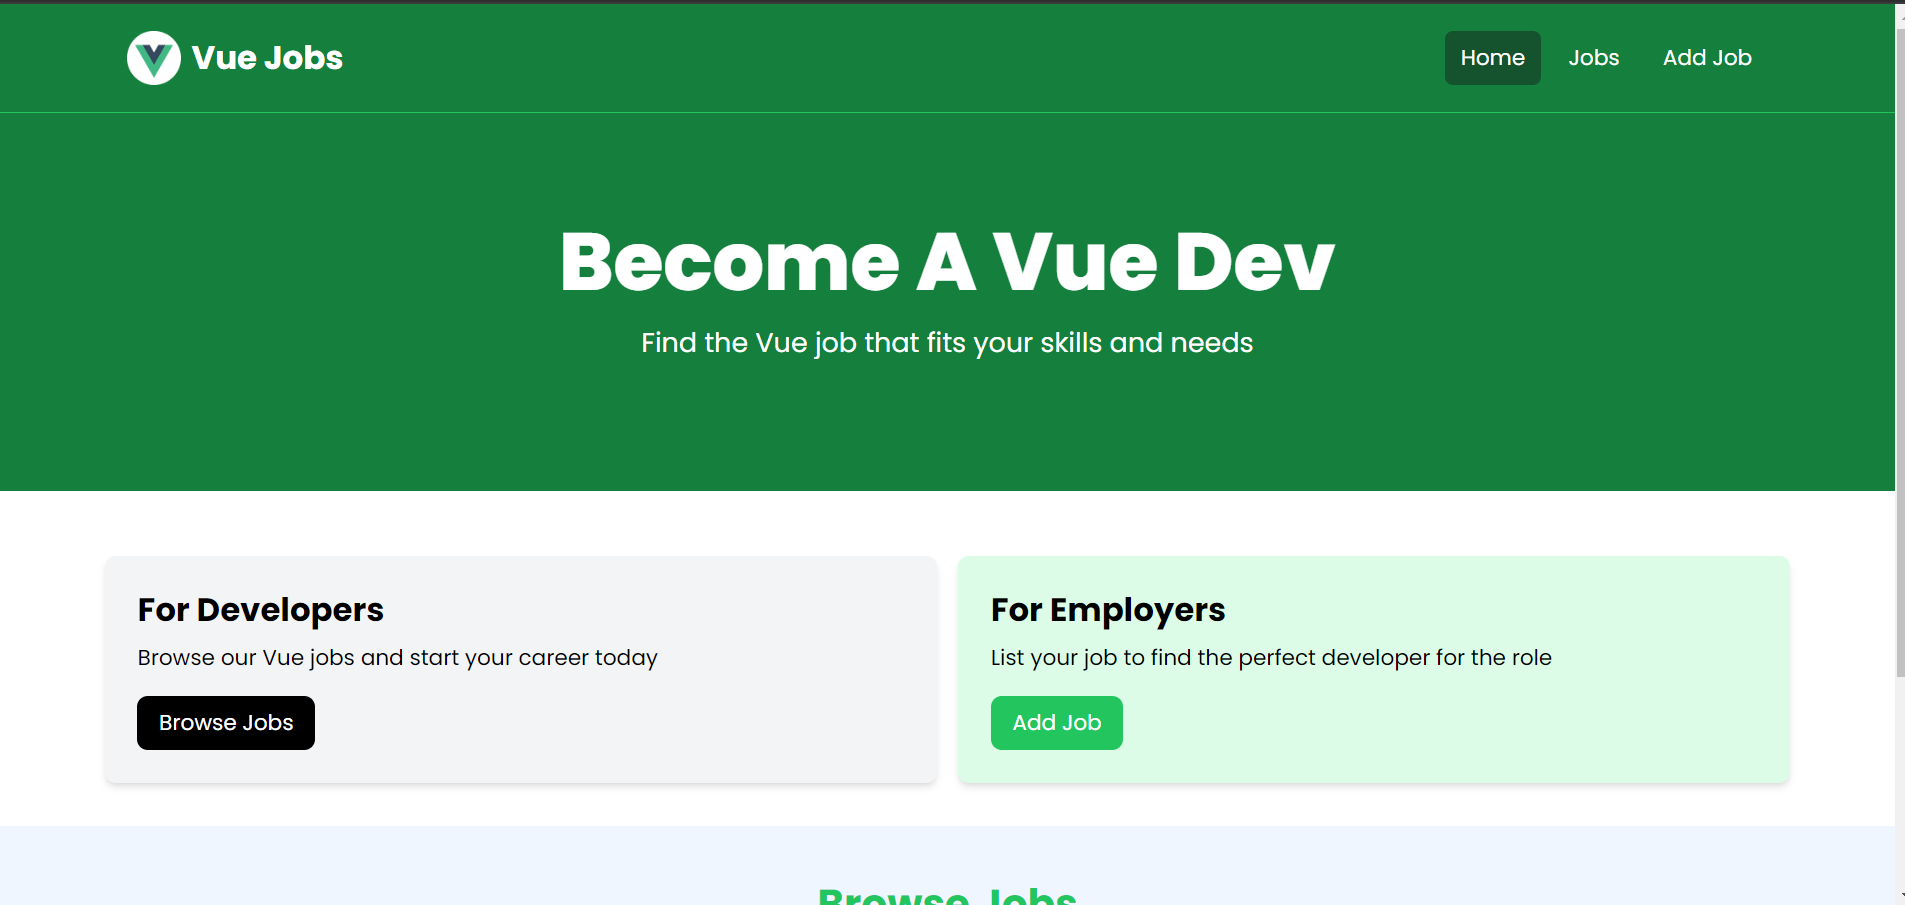 Vue Jobs
Home
Jobs
Add Job
Become A Vue Dev
Find the Vue job that fits your skills and needs
For Developers
Browse our Vue jobs and start your career today
Browse Jobs
For Employers
List your job to find the perfect developer for the role
Add Job
Browse Jobs